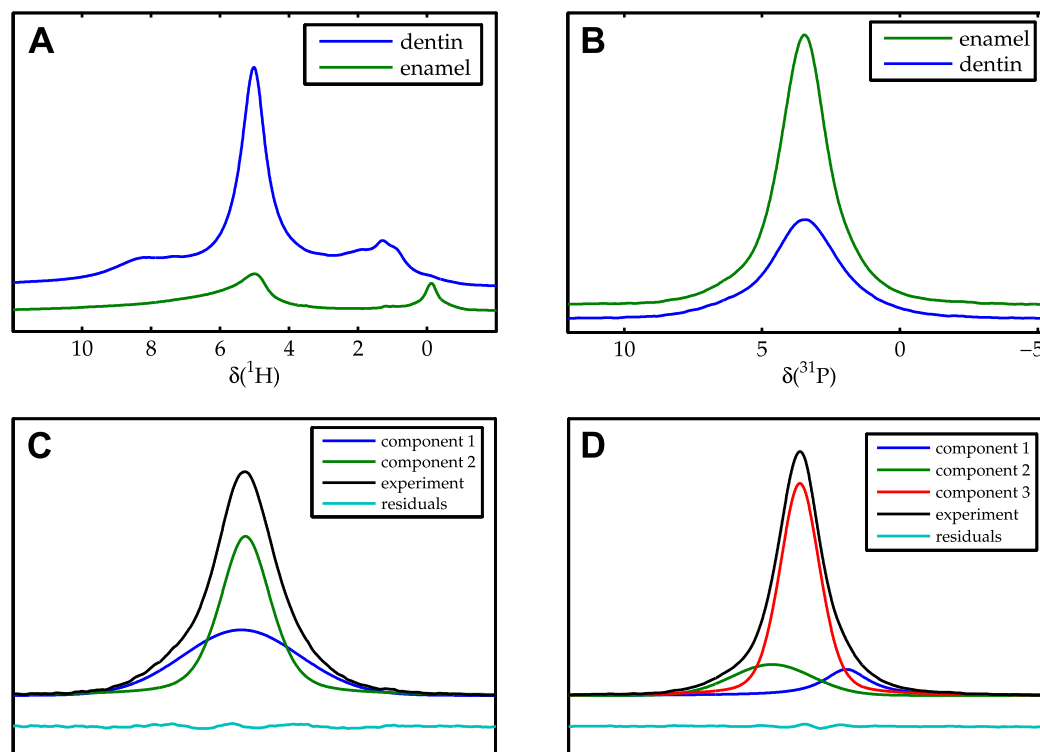 A
dentin
enamel
10 8 6 4 2 0
δ(¹H)
B
enamel
dentin
10 5 0 −5
δ(³¹P)
C
component 1
component 2
experiment
residuals
D
component 1
component 2
component 3
experiment
residuals